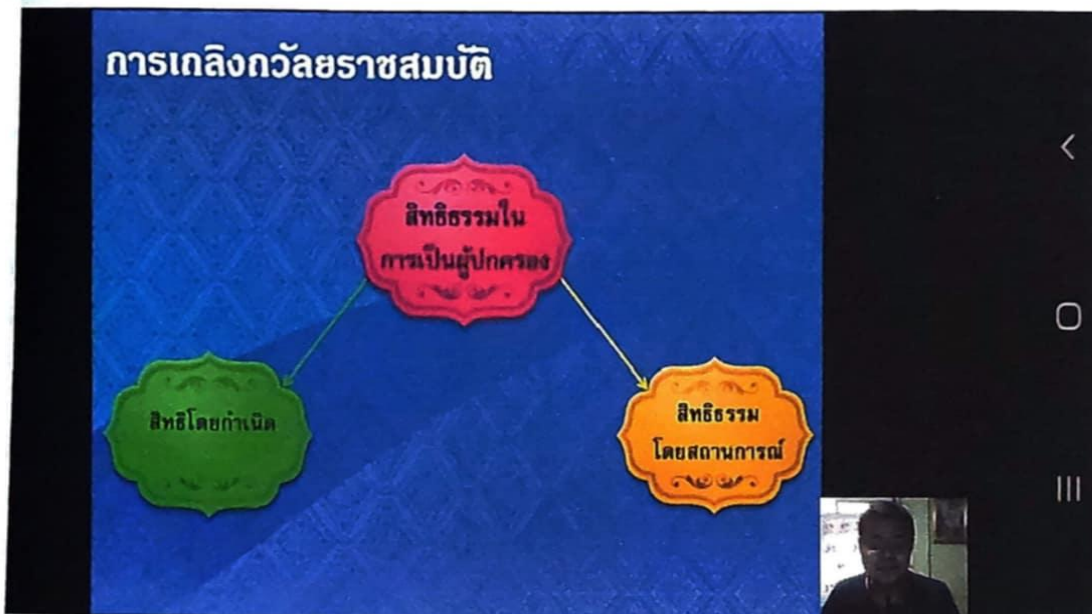 การเถลิงถวัลยราชสมบัติ
สิทธิธรรมใน
การเป็นผู้ปกครอง
สิทธิโดยกำเนิด
สิทธิธรรม
โดยสถานการณ์